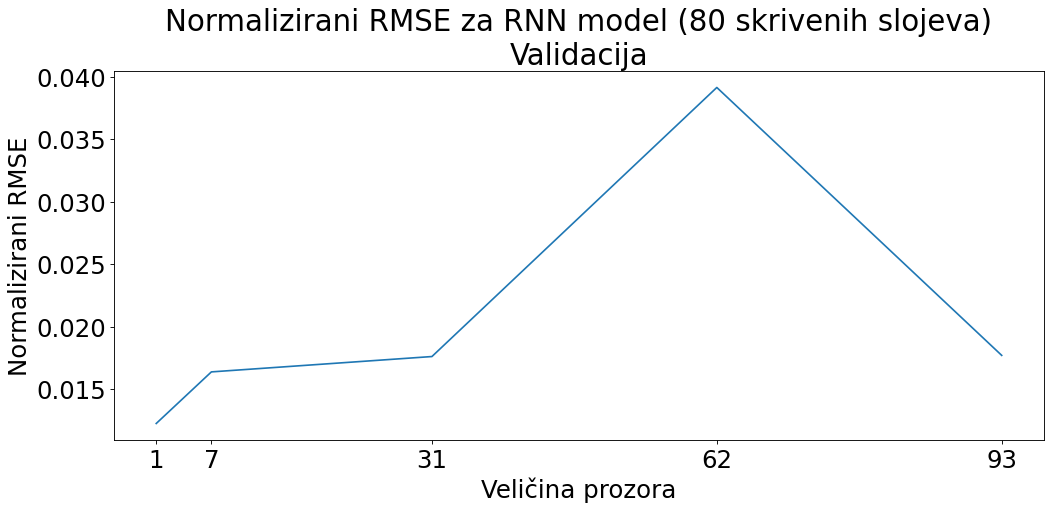 Normalizirani RMSE za RNN model (80 skrivenih slojeva)
Validacija
Normalizirani RMSE
0.040
0.035
0.030
0.025
0.020
0.015
1 7 31 62 93
Veličina prozora